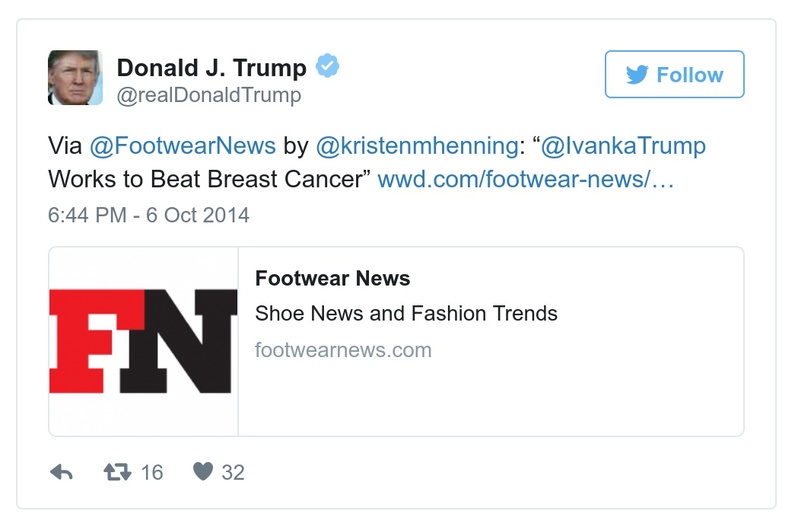 Donald J. Trump
@realDonaldTrump
Follow
Via @FootwearNews by @kristenmhenning: “@IvankaTrump
Works to Beat Breast Cancer” wwd.com/footwear-news/…
6:44 PM - 6 Oct 2014
FN
Footwear News
Shoe News and Fashion Trends
footwearnews.com
16
32